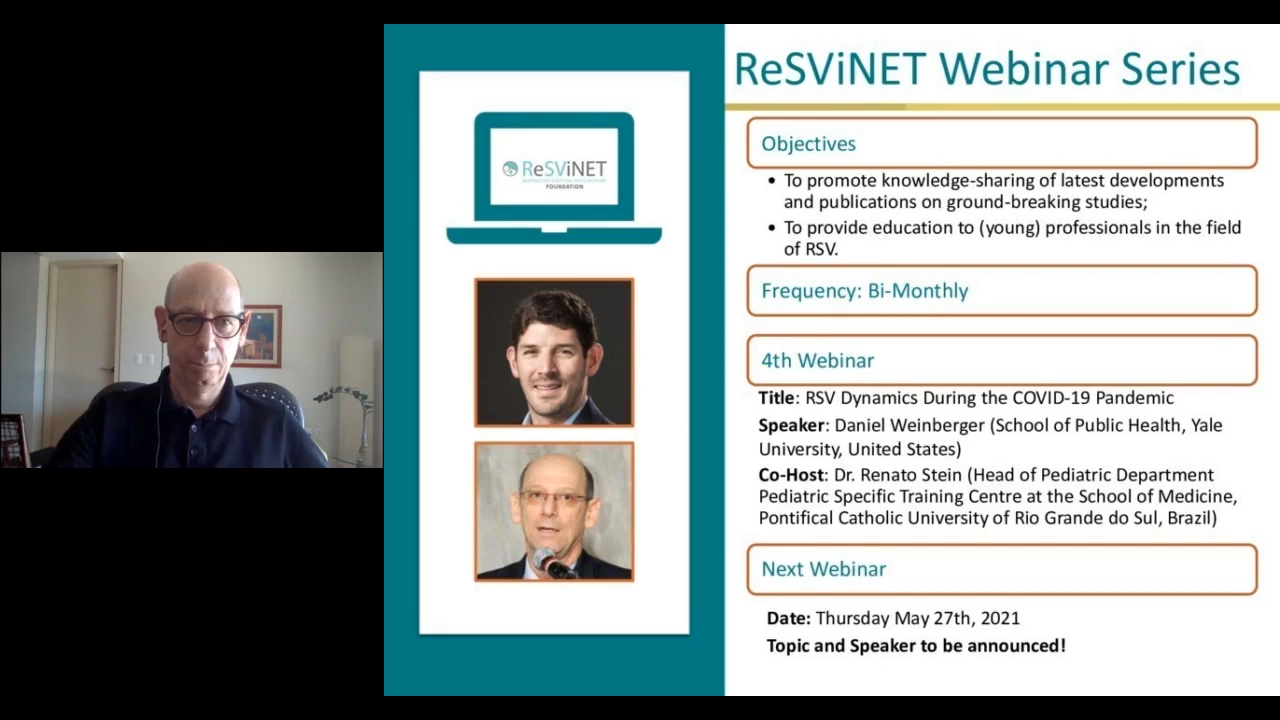 ReSViNET Webinar Series
ReSViNET
FOUNDATION
Objectives
• To promote knowledge-sharing of latest developments
and publications on ground-breaking studies;
• To provide education to (young) professionals in the field
of RSV.
Frequency: Bi-Monthly
4th Webinar
Title: RSV Dynamics During the COVID-19 Pandemic
Speaker: Daniel Weinberger (School of Public Health, Yale
University, United States)
Co-Host: Dr. Renato Stein (Head of Pediatric Department
Pediatric Specific Training Centre at the School of Medicine,
Pontifical Catholic University of Rio Grande do Sul, Brazil)
Next Webinar
Date: Thursday May 27th, 2021
Topic and Speaker to be announced!